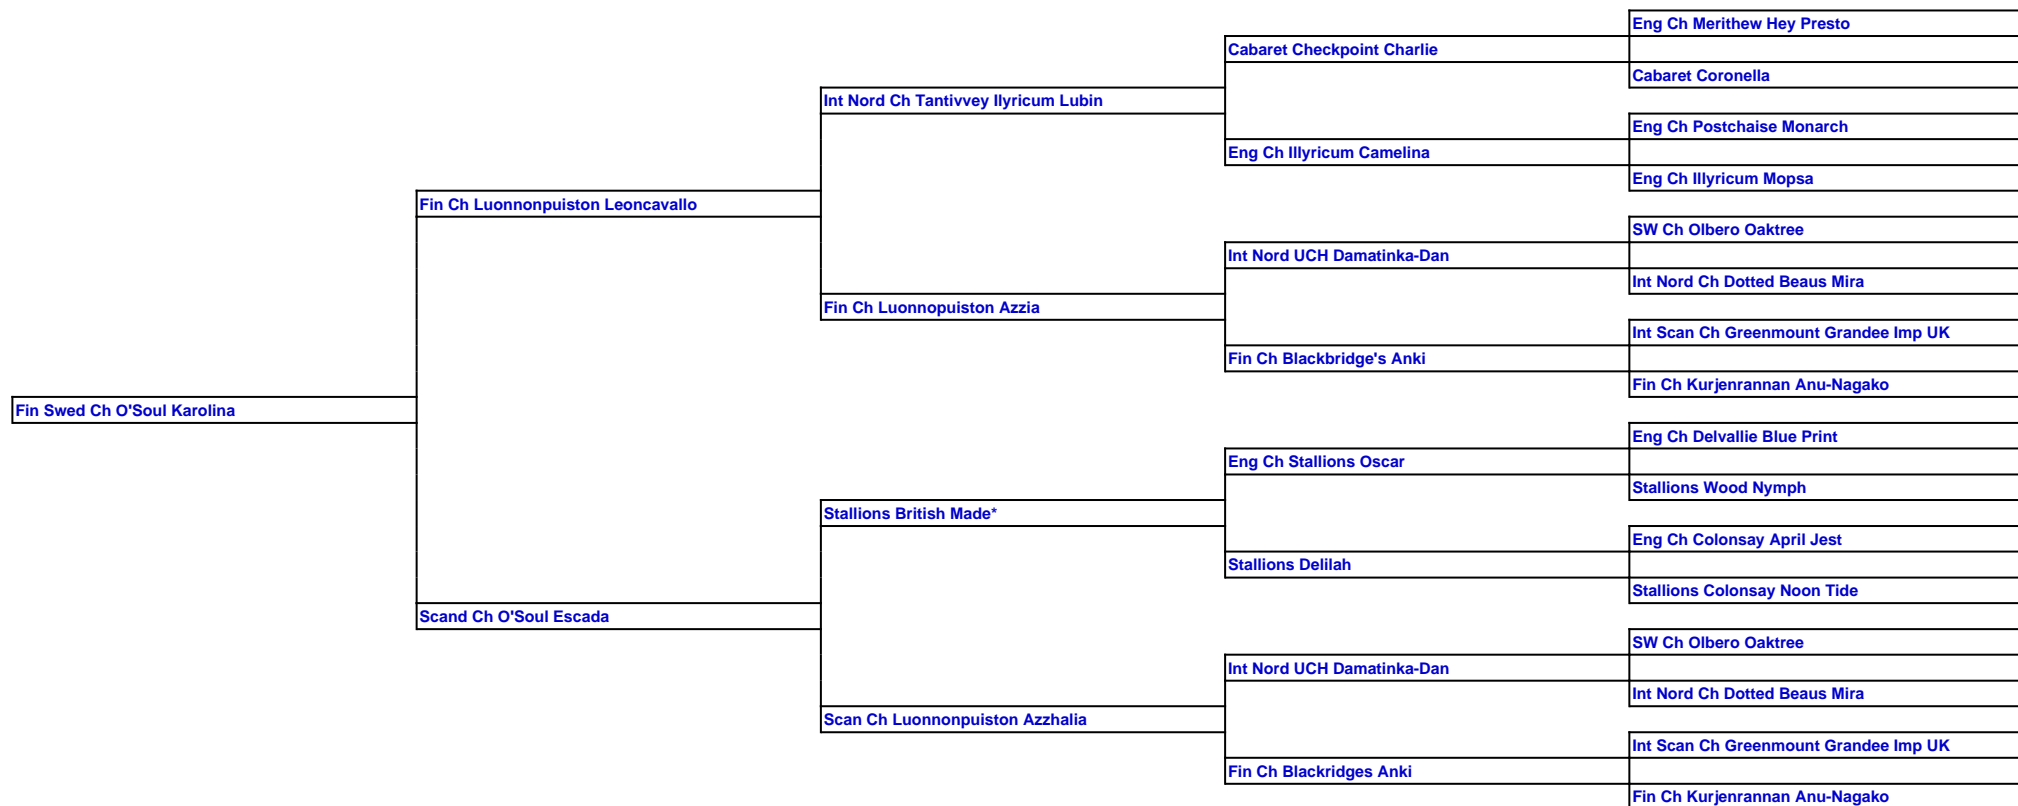 Eng Ch Merithew Hey Presto
Cabaret Checkpoint Charlie
Cabaret Coronella
Int Nord Ch Tantivvey Ilyricum Lubin
Eng Ch Postchaise Monarch
Eng Ch Illyricum Camelina
Eng Ch Illyricum Mopsa
Fin Ch Luonnonpuiston Leoncavallo
SW Ch Olbero Oaktree
Int Nord UCH Damatinka-Dan
Int Nord Ch Dotted Beaus Mira
Fin Ch Luonnopuiston Azzia
Int Scan Ch Greenmount Grandee Imp UK
Fin Ch Blackbridge's Anki
Fin Ch Kurjenrannan Anu-Nagako
Fin Swed Ch O'Soul Karolina
Eng Ch Delvallie Blue Print
Eng Ch Stallions Oscar
Stallions Wood Nymph
Stallions British Made*
Eng Ch Colonsay April Jest
Stallions Delilah
Stallions Colonsay Noon Tide
Scand Ch O'Soul Escada
SW Ch Olbero Oaktree
Int Nord UCH Damatinka-Dan
Int Nord Ch Dotted Beaus Mira
Scan Ch Luonnonpuiston Azzhalia
Int Scan Ch Greenmount Grandee Imp UK
Fin Ch Blackridges Anki
Fin Ch Kurjenrannan Anu-Nagako